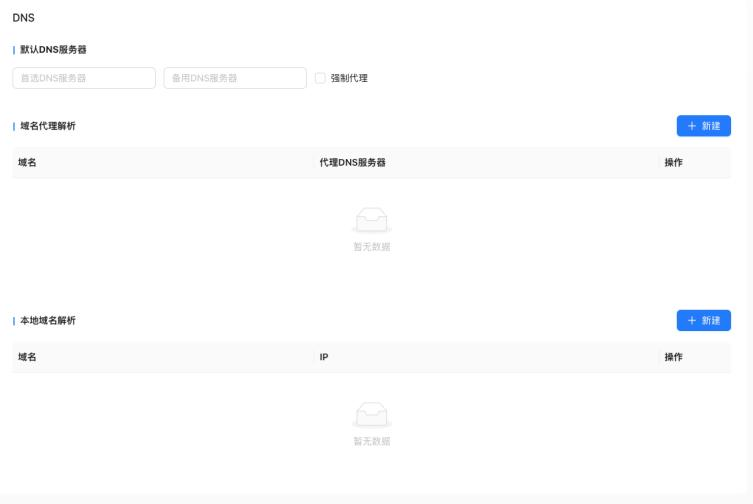 DNS
默认DNS服务器
首选DNS服务器 备用DNS服务器 强制代理
域名代理解析 + 新建
域名 代理DNS服务器 操作
暂无数据
本地域名解析 + 新建
域名 IP 操作
暂无数据